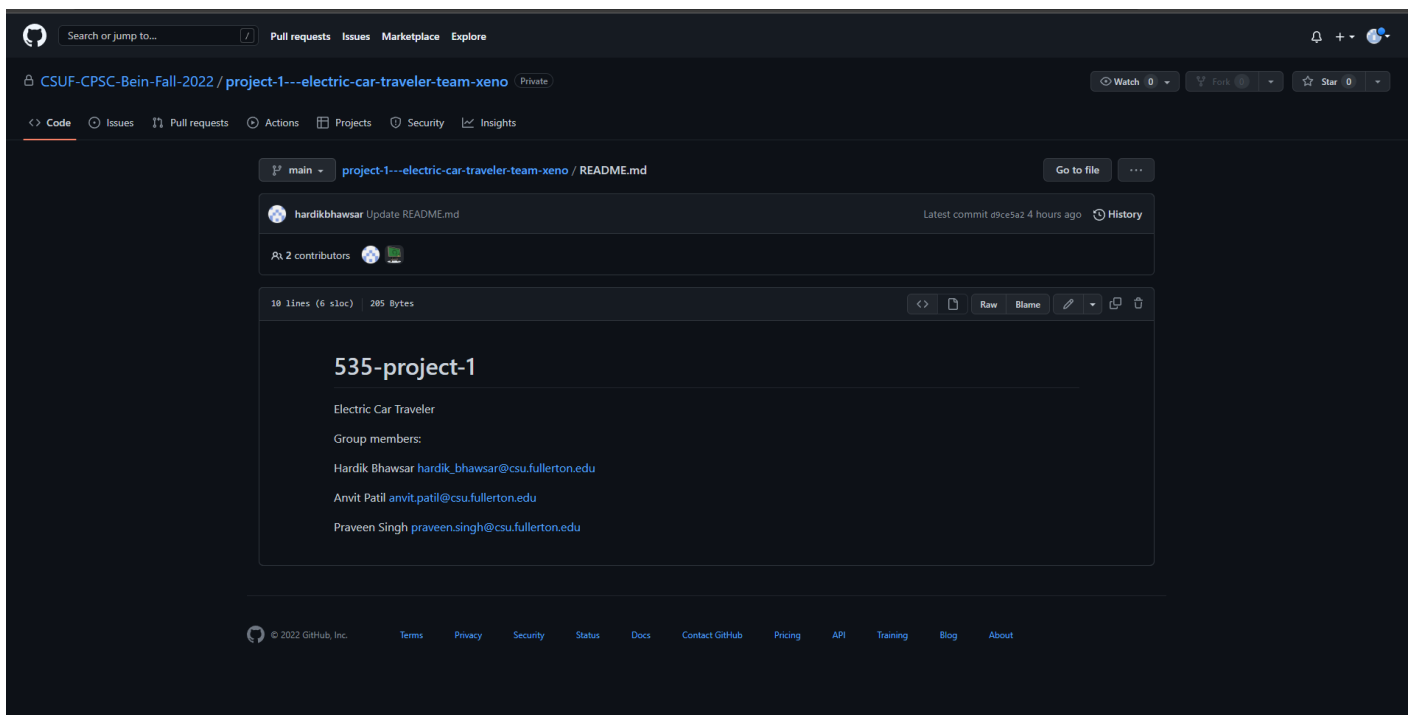 Search or jump to... / Pull requests Issues Marketplace Explore
CSUF-CPSC-Bein-Fall-2022 / project-1---electric-car-traveler-team-xeno Private Watch 0 Fork 0 Star 0
<> Code Issues Pull requests Actions Projects Security Insights
main project-1---electric-car-traveler-team-xeno / README.md Go to file ...
hardikbhawsar Update README.md Latest commit d9ce5a2 4 hours ago History
2 contributors
10 lines (6 sloc) 205 Bytes <> Raw Blame
535-project-1
Electric Car Traveler
Group members:
Hardik Bhawsar hardik_bhawsar@csu.fullerton.edu
Anvit Patil anvit.patil@csu.fullerton.edu
Praveen Singh praveen.singh@csu.fullerton.edu
© 2022 GitHub, Inc. Terms Privacy Security Status Docs Contact GitHub Pricing API Training Blog About